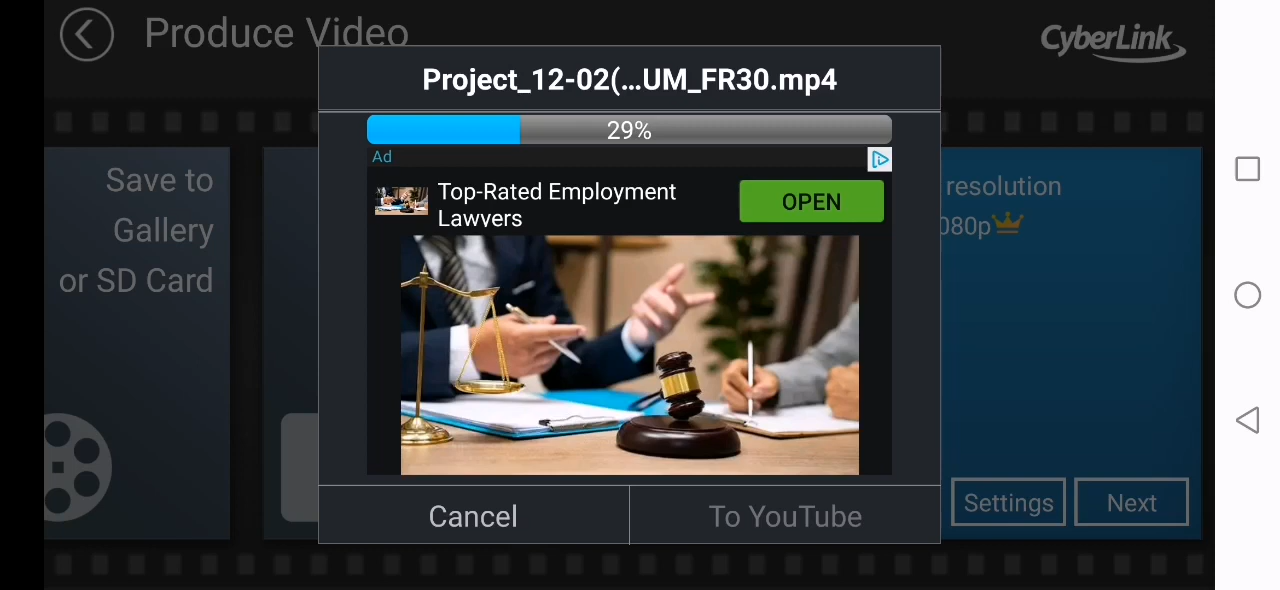 Produce Video
CyberLink
Project_12-02(...UM_FR30.mp4
29%
Ad
Top-Rated Employment
Lawyers
OPEN
Save to
Gallery
or SD Card
resolution
080p
Settings
Next
Cancel
To YouTube